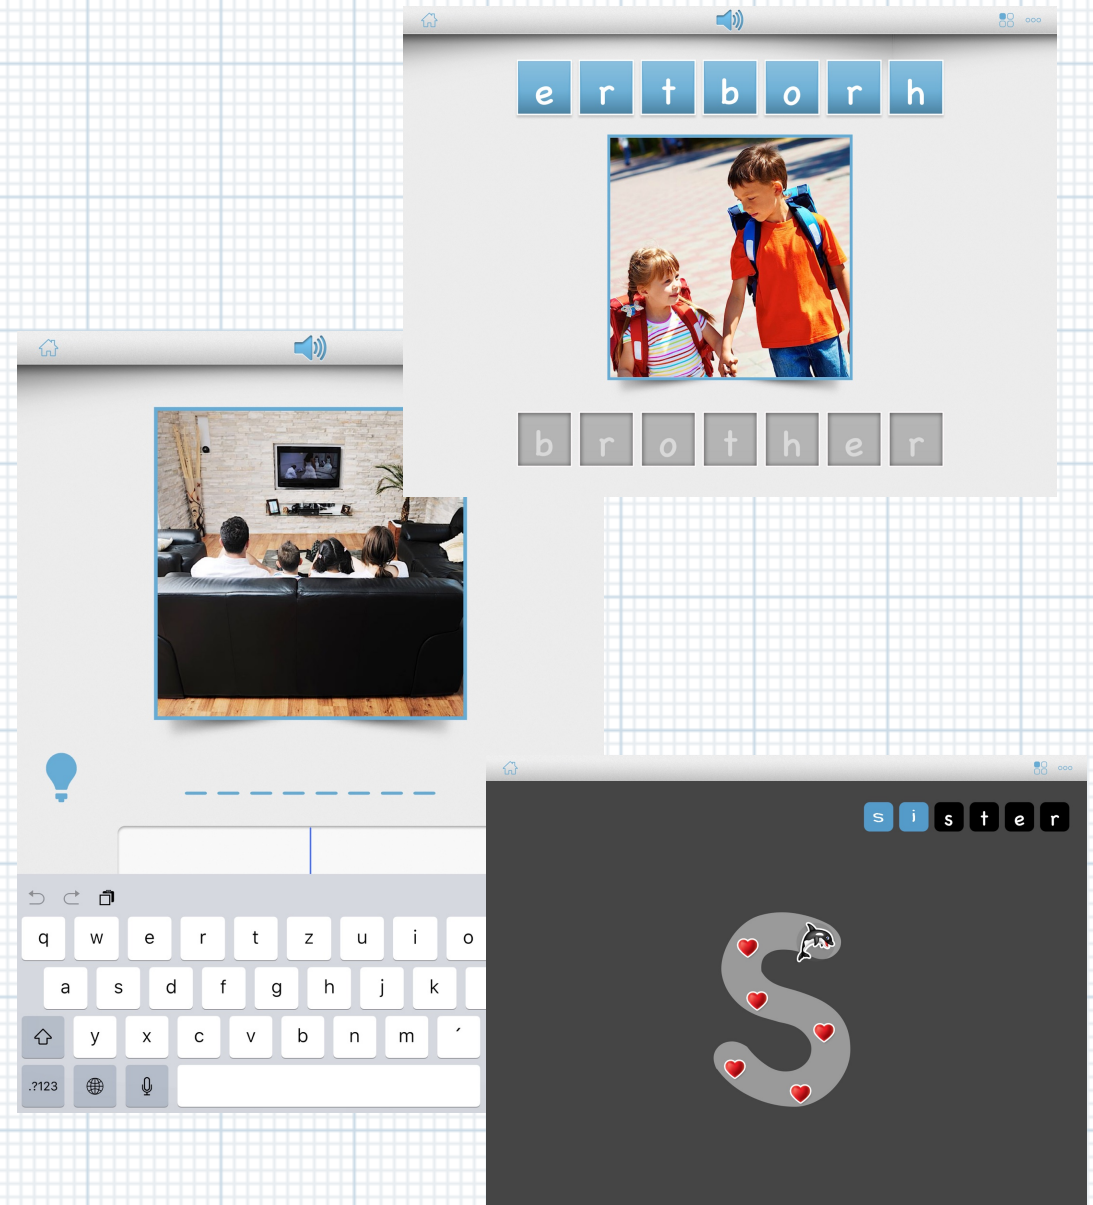 e r t b o r h
b r o t h e r
q w e r t z u i o
a s d f g h j k
y x c v b n m ´
.?123
s i s t e r
S